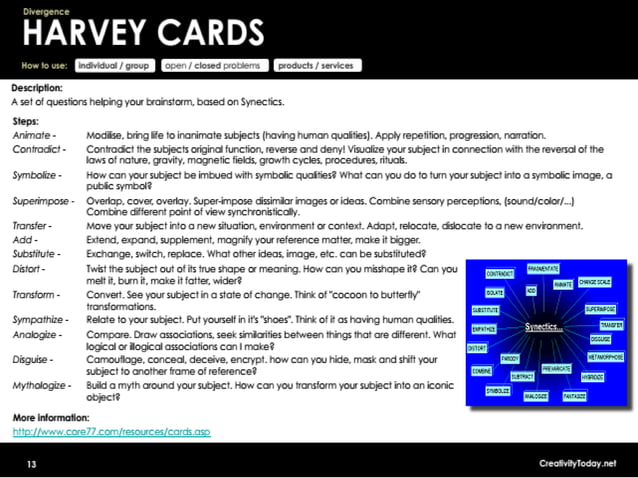 Divergence
HARVEY CARDS
How to use: individual / group open / closed problems products / services
Description:
A set of questions helping your brainstorm, based on Synectics.
Steps:
Animate - Modilise, bring life to inanimate subjects (having human qualities). Apply repetition, progression, narration.
Contradict - Contradict the subjects original function, reverse and deny! Visualize your subject in connection with the reversal of the
laws of nature, gravity, magnetic fields, growth cycles, procedures, rituals.
Symbolize - How can your subject be imbued with symbolic qualities? What can you do to turn your subject into a symbolic image, a
public symbol?
Superimpose - Overlap, cover, overlay. Super-impose dissimilar images or ideas. Combine sensory perceptions, (sound/color/...)
Combine different point of view synchronistically.
Transfer - Move your subject into a new situation, environment or context. Adapt, relocate, dislocate to a new environment.
Add - Extend, expand, supplement, magnify your reference matter, make it bigger.
Substitute - Exchange, switch, replace. What other ideas, image, etc. can be substituted?
Distort - Twist the subject out of its true shape or meaning. How can you misshape it? Can you
melt it, burn it, make it fatter, wider?
Transform - Convert. See your subject in a state of change. Think of "cocoon to butterfly"
transformations.
Sympathize - Relate to your subject. Put yourself in it's "shoes". Think of it as having human qualities.
Analogize - Compare. Draw associations, seek similarities between things that are different. What
logical or illogical associations can I make?
Disguise - Camouflage, conceal, deceive, encrypt. how can you hide, mask and shift your
subject to another frame of reference?
Mythologize - Build a myth around your subject. How can you transform your subject into an iconic
object?
FRAGMENTATE
CONTRADICT
ANIMATE
CHANGE SCALE
ISOLATE
ADD
SUBSTITUTE
SUPERIMPOSE
EMPATHIZE
Synectics...
TRANSFER
DISGUISE
DISTORT
PARODY
METAMORPHOSE
COMBINE
PREVARICATE
SUBTRACT
HYBRIDIZE
SYMBOLIZE
ANALOGIZE
FANTASIZE
More information:
http://www.core77.com/resources/cards.asp
13
CreativityToday.net